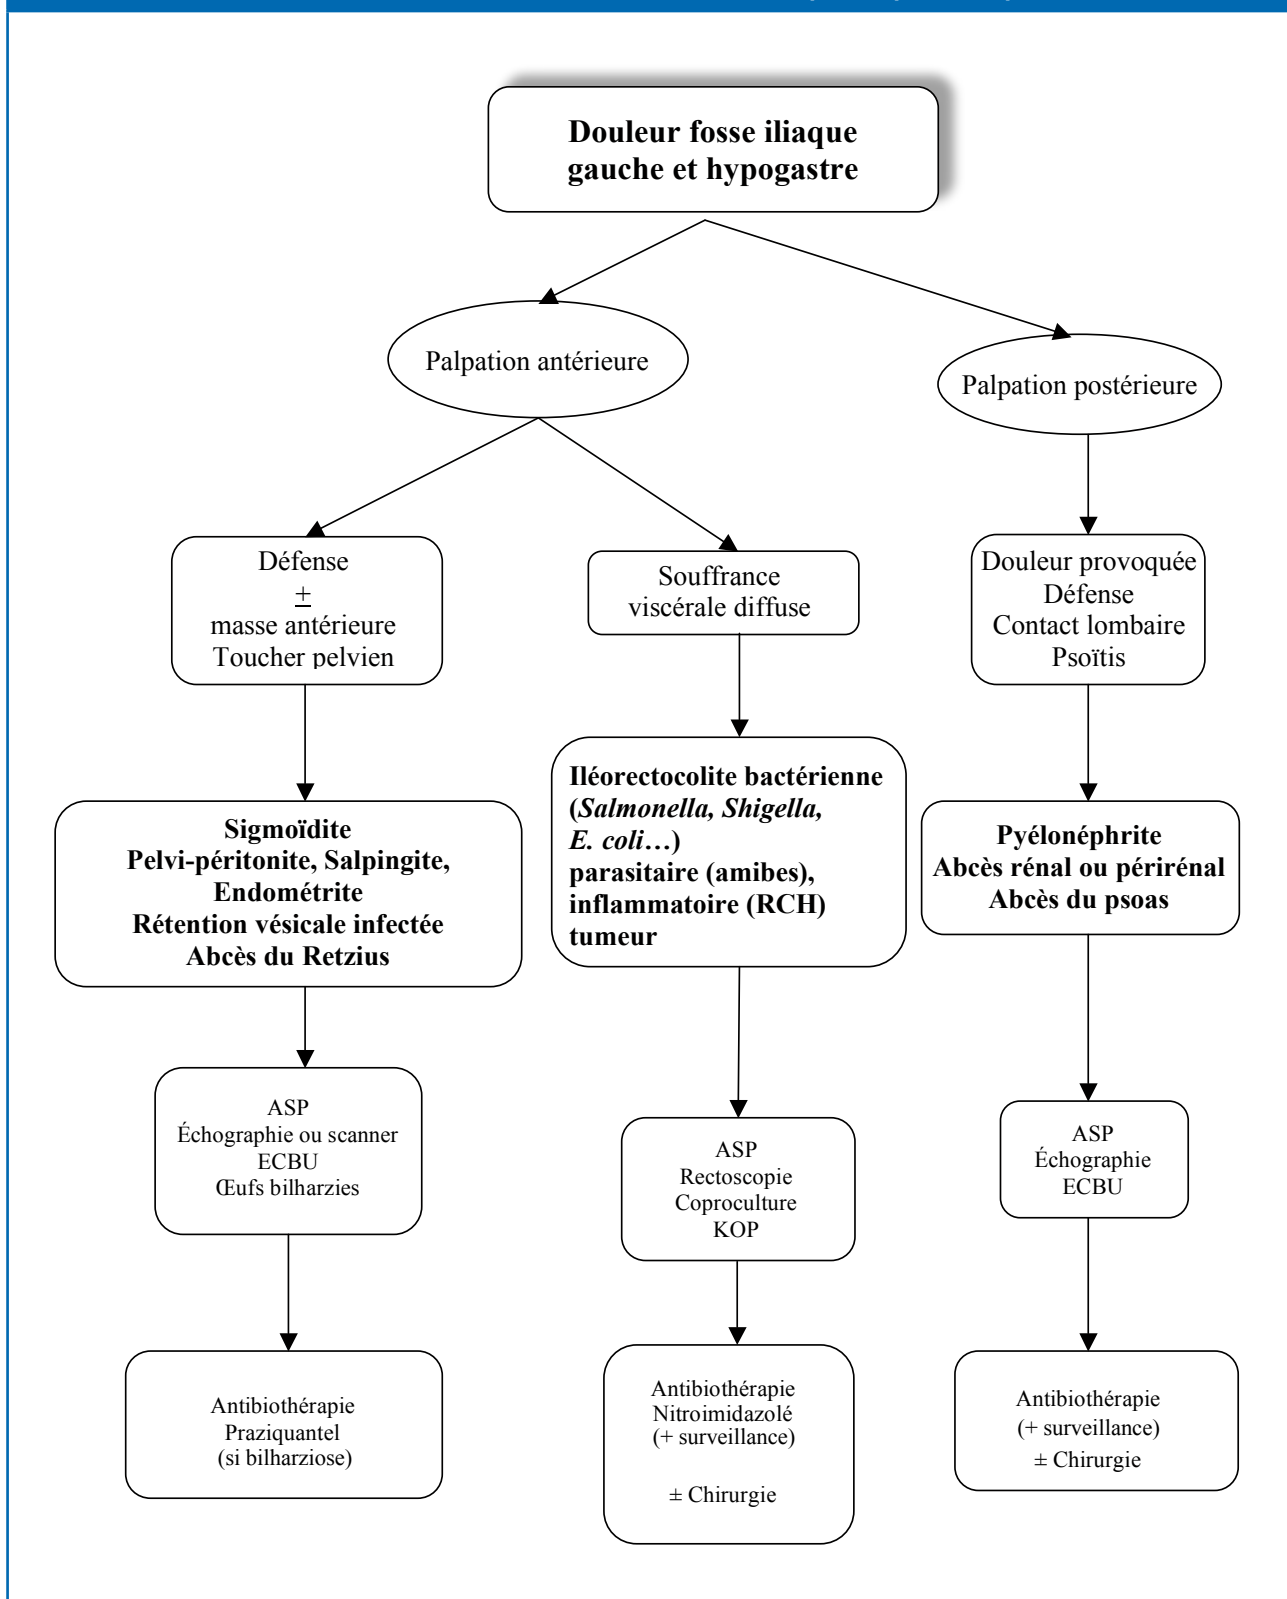 Douleur fosse iliaque
gauche et hypogastre
Palpation antérieure
Palpation postérieure
Défense
±
masse antérieure
Toucher pelvien
Souffrance
viscérale diffuse
Douleur provoquée
Défense
Contact lombaire
Psoïtis
Sigmoïdite
Pelvi-péritonite, Salpingite,
Endométrite
Rétention vésicale infectée
Abcès du Retzius
Iléorectocolite bactérienne
(Salmonella, Shigella,
E. coli…)
parasitaire (amibes),
inflammatoire (RCH)
tumeur
Pyélonéphrite
Abcès rénal ou périrénal
Abcès du psoas
ASP
Échographie ou scanner
ECBU
Œufs bilharzies
ASP
Rectoscopie
Coproculture
KOP
ASP
Échographie
ECBU
Antibiothérapie
Praziquantel
(si bilharziose)
Antibiothérapie
Nitroimidazolé
(+ surveillance)
± Chirurgie
Antibiothérapie
(+ surveillance)
± Chirurgie